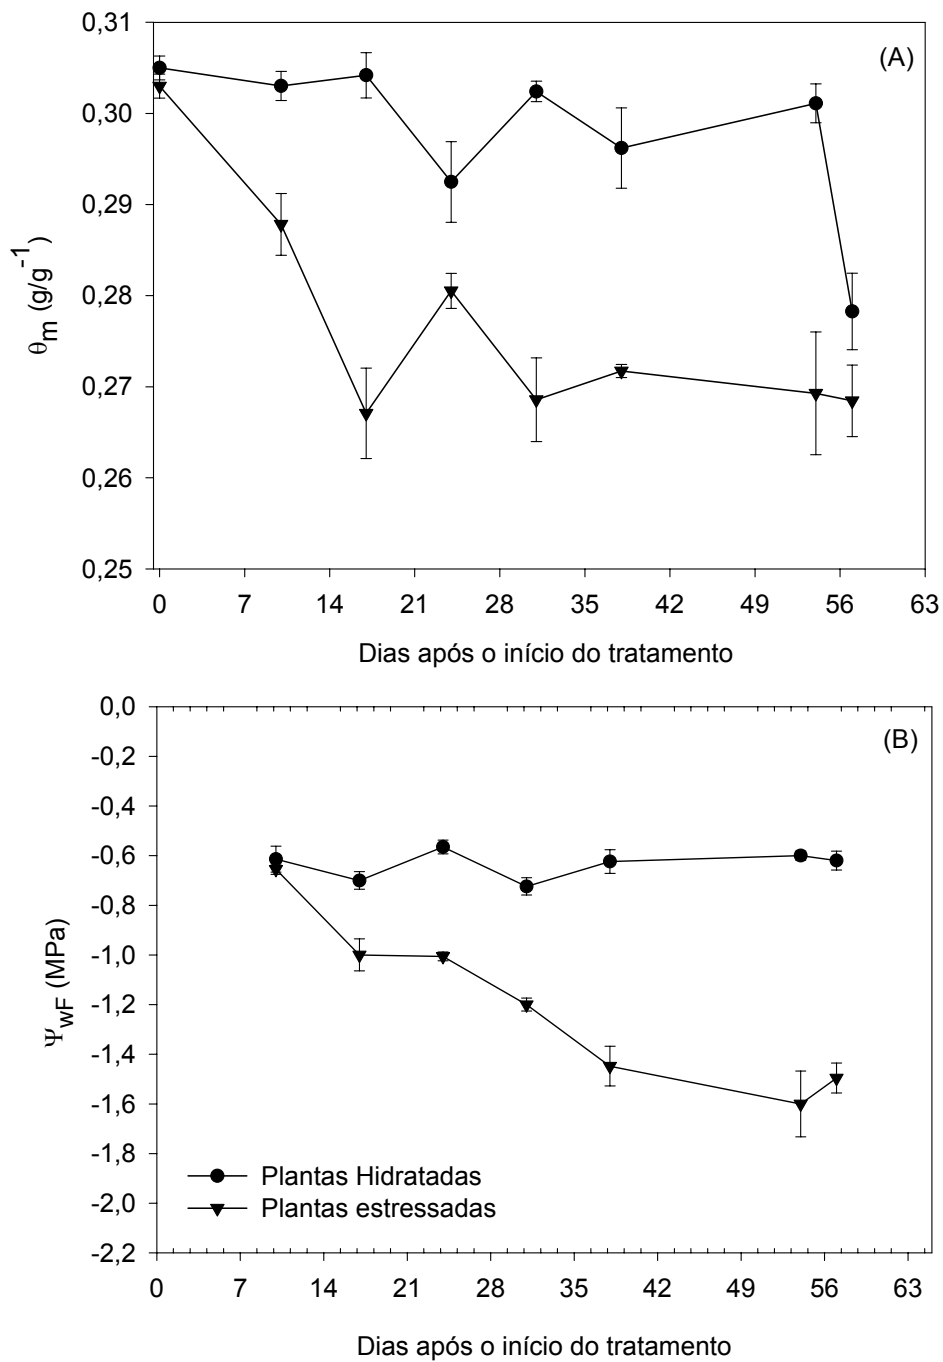 (A)
0,31
0,30
0,29
0,28
0,27
0,26
0,25
θm (g/g-1)
0 7 14 21 28 35 42 49 56 63
Dias após o início do tratamento
(B)
0,0
-0,2
-0,4
-0,6
-0,8
-1,0
-1,2
-1,4
-1,6
-1,8
-2,0
-2,2
ΨwF (MPa)
Plantas Hidratadas
Plantas estressadas
0 7 14 21 28 35 42 49 56 63
Dias após o início do tratamento